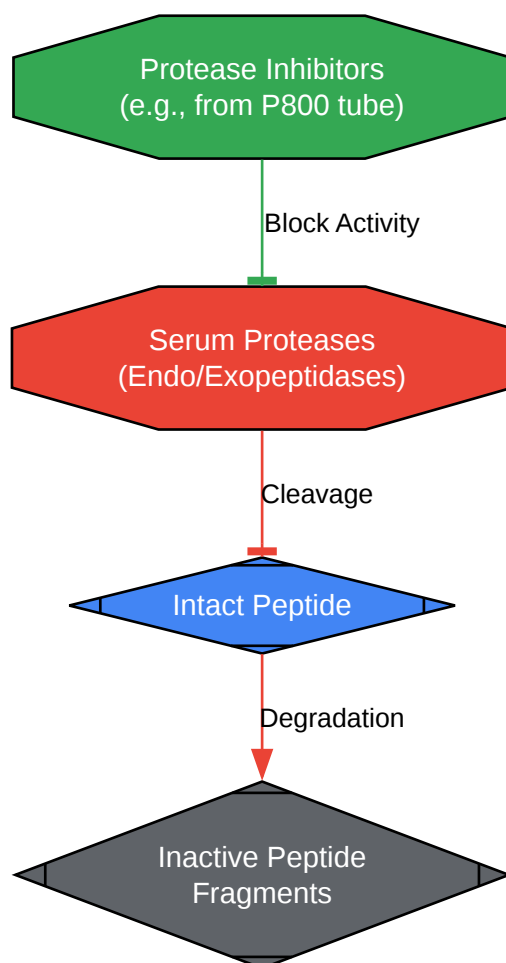 Protease Inhibitors
(e.g., from P800 tube)
Block Activity
Serum Proteases
(Endo/Exopeptidases)
Cleavage
Intact Peptide
Degradation
Inactive Peptide
Fragments